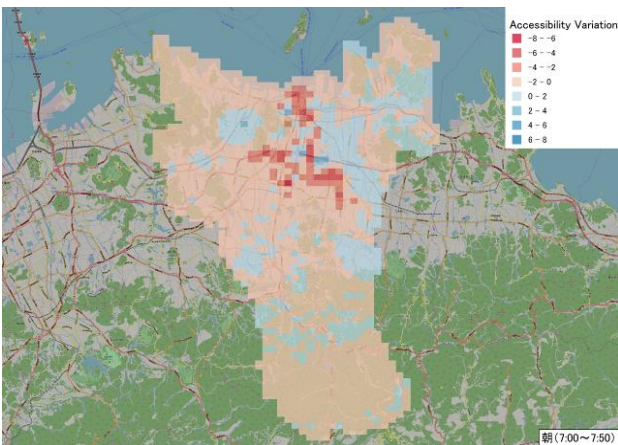 Accessibility Variation
-8 - -6
-6 - -4
-4 - -2
-2 - 0
0 - 2
2 - 4
4 - 6
6 - 8
朝(7:00～7:50)